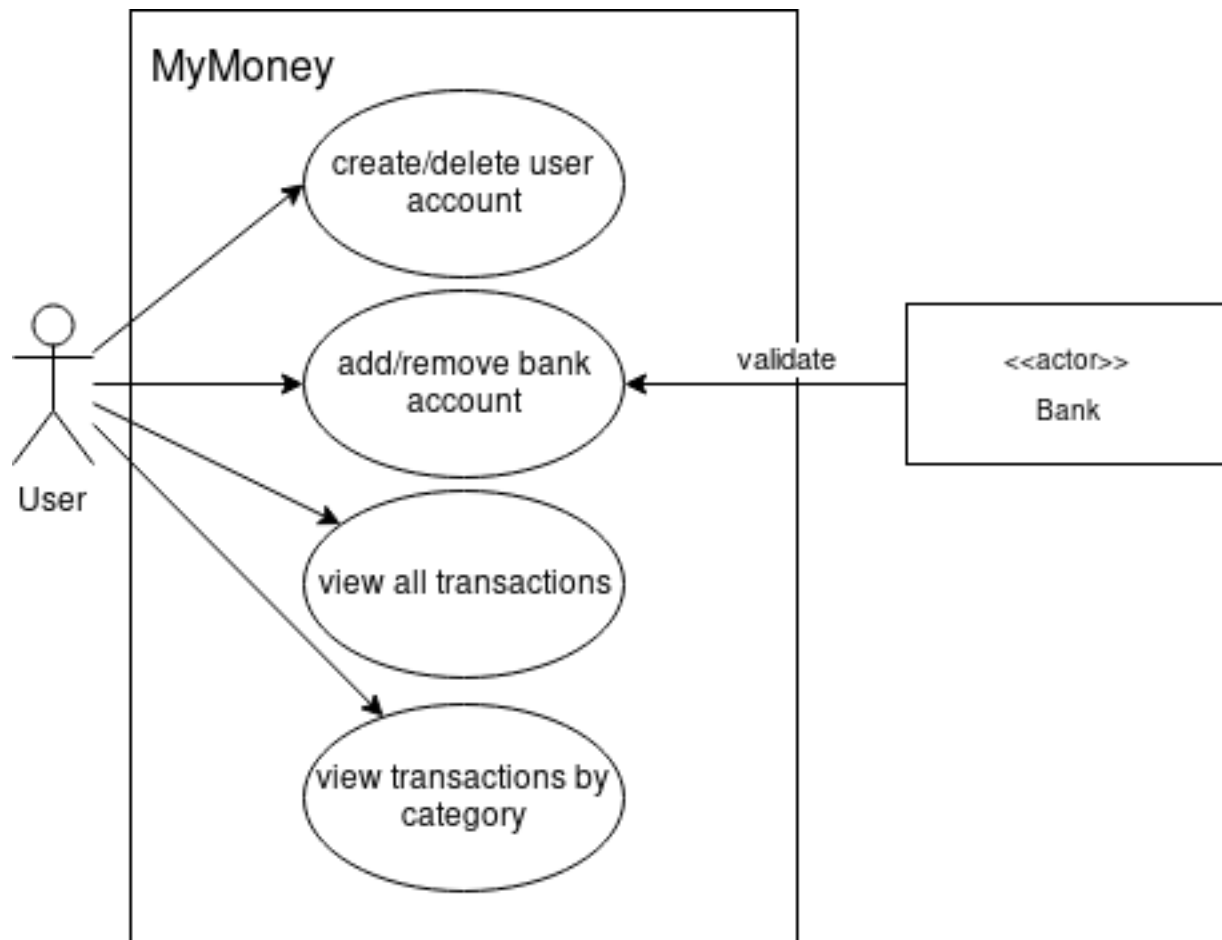 MyMoney
create/delete user
account
add/remove bank
account
validate
<<actor>>
Bank
User
view all transactions
view transactions by
category